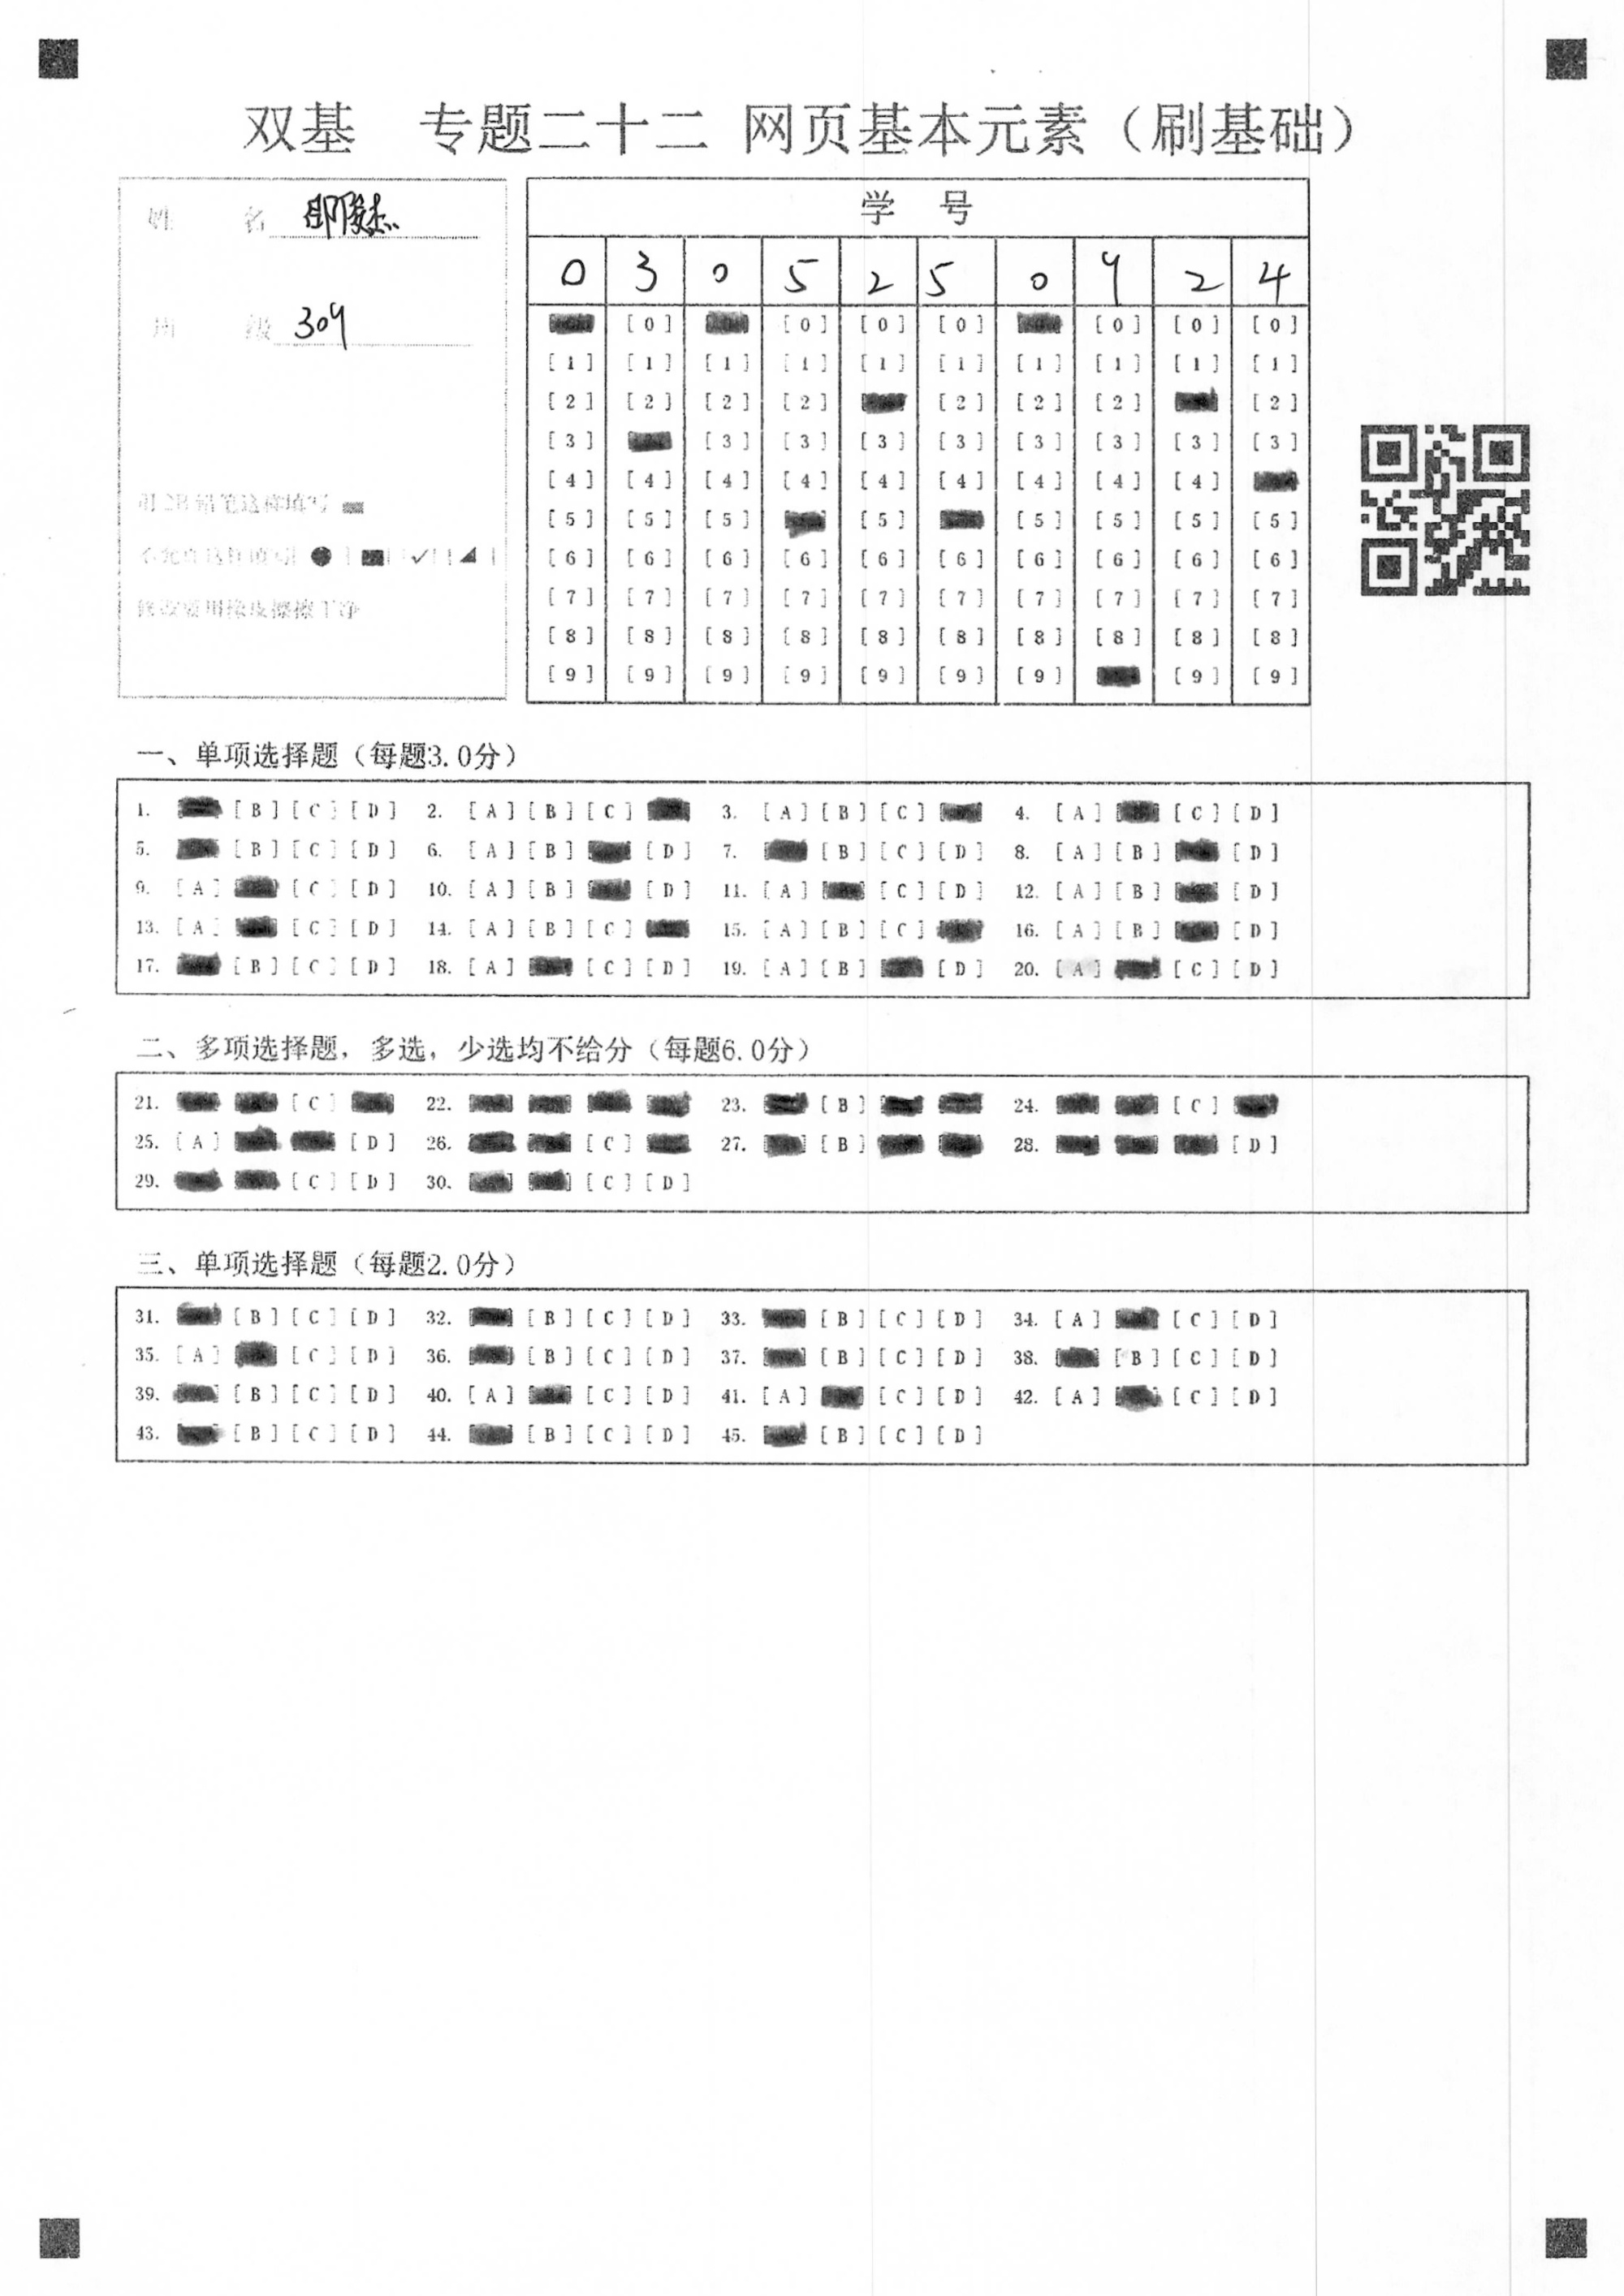 双基 专题二十二 网页基本元素（刷基础）
姓 名
班 级 309
用2B铅笔这样填写
修改要用橡皮擦擦干净
学 号
0 3 0 5 2 5 0 9 2 4
[0] [0] [0] [0] [0] [0] [0]
[1] [1] [1] [1] [1] [1] [1] [1] [1] [1]
[2] [2] [2] [2] [2] [2] [2] [2]
[3] [3] [3] [3] [3] [3] [3] [3] [3]
[4] [4] [4] [4] [4] [4] [4] [4] [4]
[5] [5] [5] [5] [5] [5] [5] [5]
[6] [6] [6] [6] [6] [6] [6] [6] [6] [6]
[7] [7] [7] [7] [7] [7] [7] [7] [7] [7]
[8] [8] [8] [8] [8] [8] [8] [8] [8] [8]
[9] [9] [9] [9] [9] [9] [9] [9] [9]
一、单项选择题（每题3.0分）
1. [B] [C] [D] 2. [A] [B] [C] 3. [A] [B] [C] 4. [A] [C] [D]
5. [B] [C] [D] 6. [A] [B] [D] 7. [B] [C] [D] 8. [A] [B] [D]
9. [A] [C] [D] 10. [A] [B] [D] 11. [A] [C] [D] 12. [A] [B] [D]
13. [A] [C] [D] 14. [A] [B] [C] 15. [A] [B] [C] 16. [A] [B] [D]
17. [B] [C] [D] 18. [A] [C] [D] 19. [A] [B] [D] 20. [A] [C] [D]
二、多项选择题，多选，少选均不给分（每题6.0分）
21. [C] 22. 23. [B] 24. [C]
25. [A] [D] 26. [C] 27. [B] 28. [D]
29. [C] [D] 30. [C] [D]
三、单项选择题（每题2.0分）
31. [B] [C] [D] 32. [B] [C] [D] 33. [B] [C] [D] 34. [A] [C] [D]
35. [A] [C] [D] 36. [B] [C] [D] 37. [B] [C] [D] 38. [B] [C] [D]
39. [B] [C] [D] 40. [A] [C] [D] 41. [A] [C] [D] 42. [A] [C] [D]
43. [B] [C] [D] 44. [B] [C] [D] 45. [B] [C] [D]